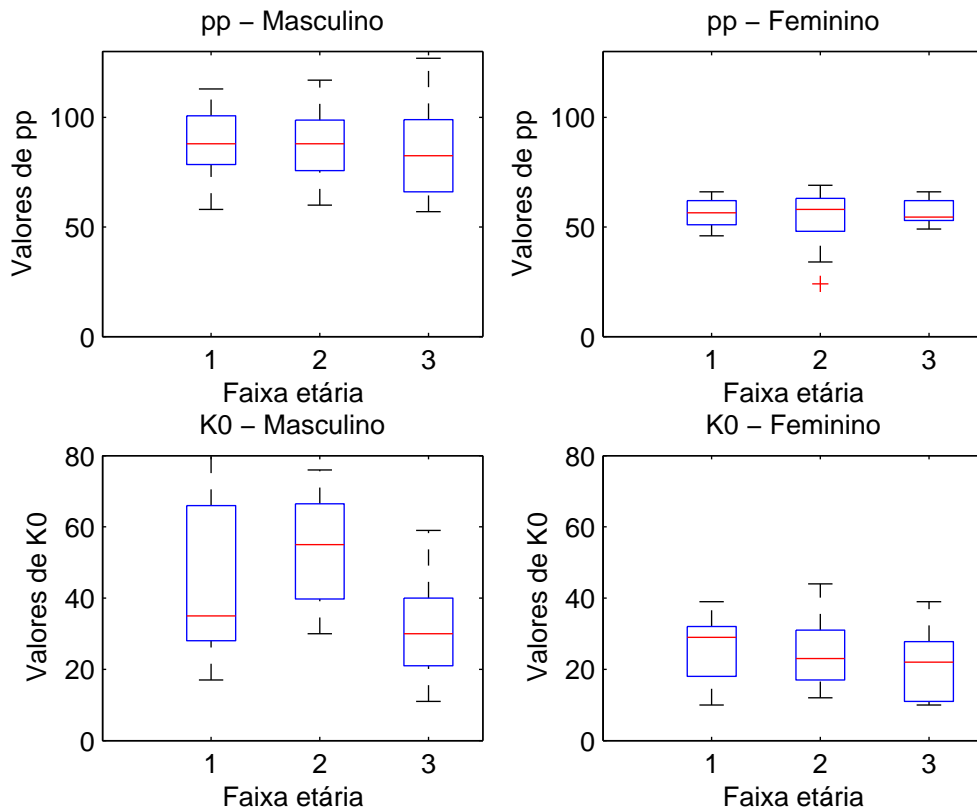 pp – Masculino
Valores de pp
100
50
0
1 2 3
Faixa etária
pp – Feminino
Valores de pp
100
50
0
1 2 3
Faixa etária
K0 – Masculino
Valores de K0
80
60
40
20
0
1 2 3
Faixa etária
K0 – Feminino
Valores de K0
80
60
40
20
0
1 2 3
Faixa etária